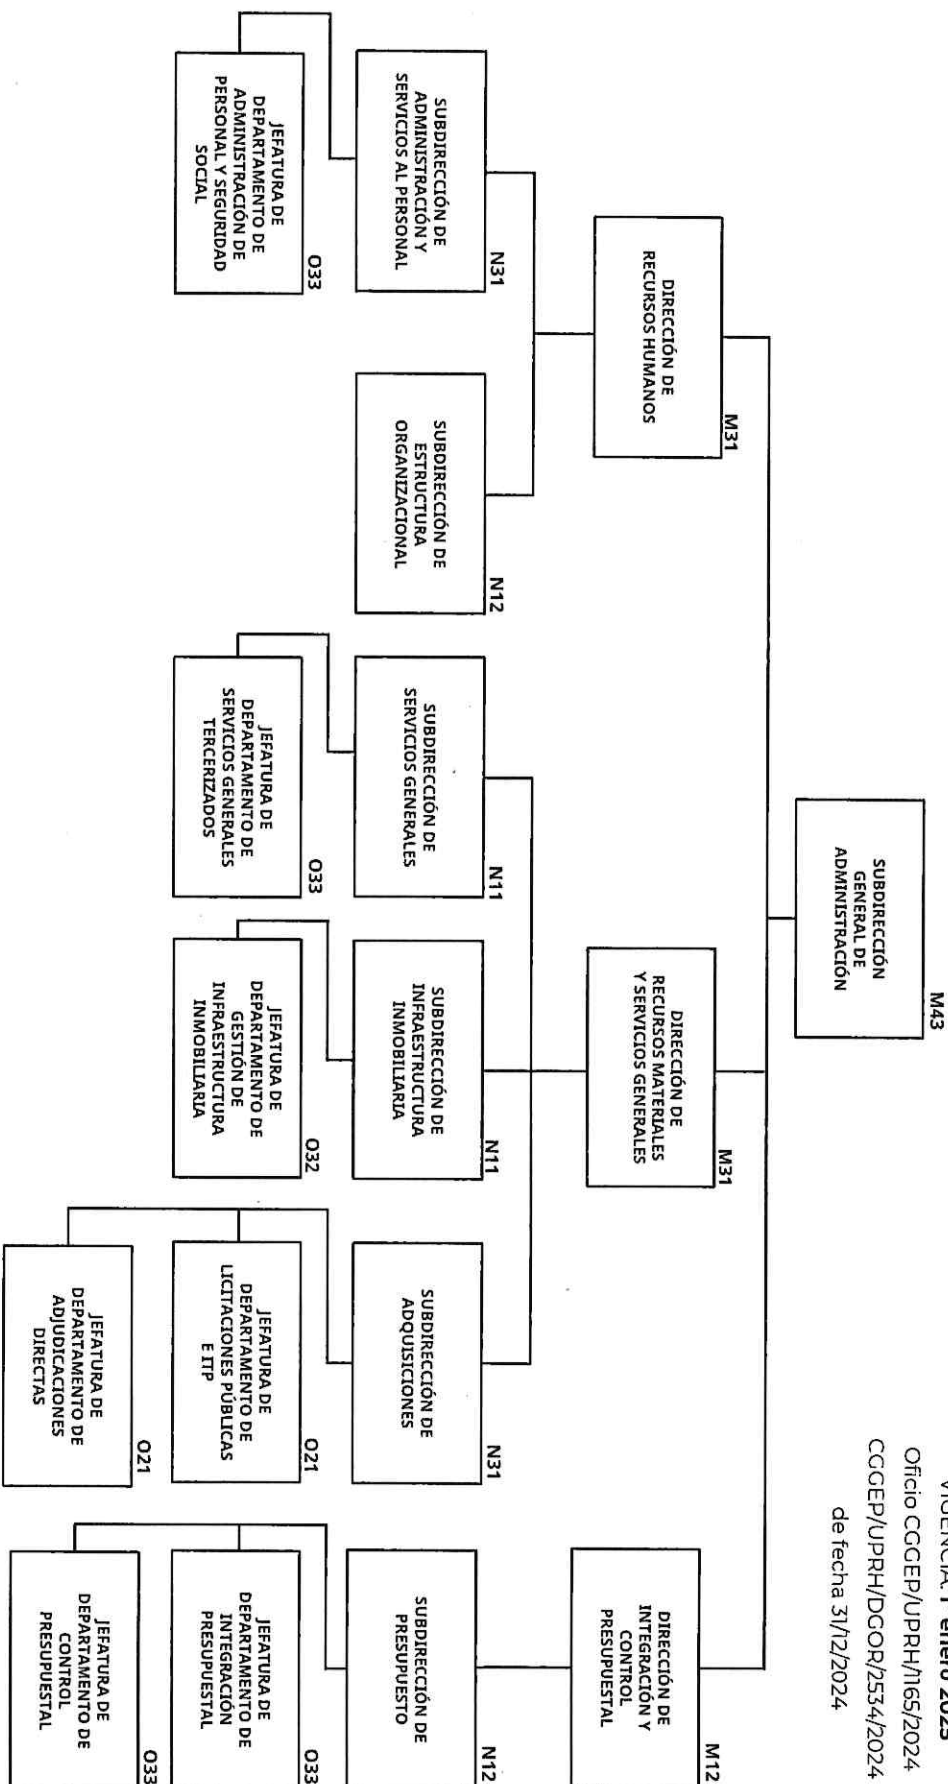 VIGENCIA: 1° enero 2025
Oficio CGGEP/UPRH/1165/2024
CGGEP/UPRH/DGOR/2534/2024
de fecha 31/12/2024
M43
SUBDIRECCIÓN
GENERAL DE
ADMINISTRACIÓN
M31
DIRECCIÓN DE
RECURSOS HUMANOS
M31
DIRECCIÓN DE
RECURSOS MATERIALES
Y SERVICIOS GENERALES
M12
DIRECCIÓN DE
INTEGRACIÓN Y
CONTROL
PRESUPUESTAL
N31
SUBDIRECCIÓN DE
ADMINISTRACIÓN Y
SERVICIOS AL PERSONAL
N12
SUBDIRECCIÓN DE
ESTRUCTURA
ORGANIZACIONAL
N11
SUBDIRECCIÓN DE
SERVICIOS GENERALES
N11
SUBDIRECCIÓN DE
INFRAESTRUCTURA
INMOBILIARIA
N31
SUBDIRECCIÓN DE
ADQUISICIONES
N12
SUBDIRECCIÓN DE
PRESUPUESTO
O33
JEFATURA DE
DEPARTAMENTO DE
ADMINISTRACIÓN DE
PERSONAL Y SEGURIDAD
SOCIAL
O33
JEFATURA DE
DEPARTAMENTO DE
SERVICIOS GENERALES
TERCERIZADOS
O32
JEFATURA DE
DEPARTAMENTO DE
GESTIÓN DE
INFRAESTRUCTURA
INMOBILIARIA
O21
JEFATURA DE
DEPARTAMENTO DE
LICITACIONES PÚBLICAS
E ITP
O33
JEFATURA DE
DEPARTAMENTO DE
INTEGRACIÓN
PRESUPUESTAL
O21
JEFATURA DE
DEPARTAMENTO DE
ADJUDICACIONES
DIRECTAS
O33
JEFATURA DE
DEPARTAMENTO DE
CONTROL
PRESUPUESTAL